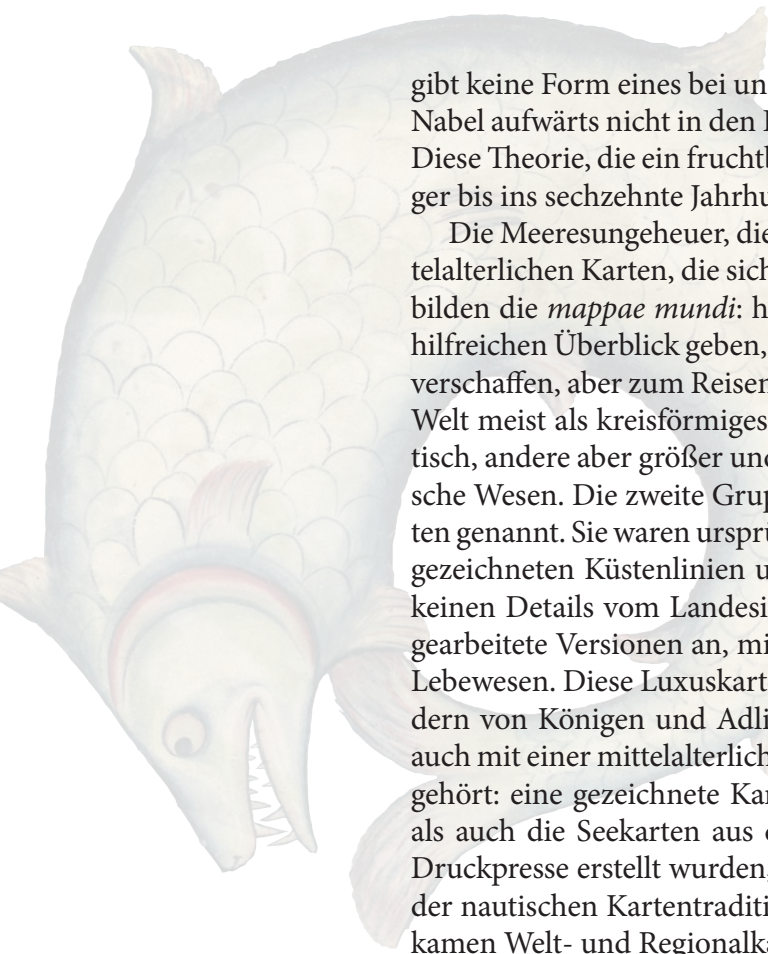 gibt keine Form eines bei un
Nabel aufwärts nicht in den
Diese Theorie, die ein frucht
ger bis ins sechzehnte Jahrhu
Die Meeresungeheuer, die
telalterlichen Karten, die sich
bilden die mappae mundi: h
hilfreichen Überblick geben,
verschaffen, aber zum Reisen
Welt meist als kreisförmiges
tisch, andere aber größer und
sche Wesen. Die zweite Grup
ten genannt. Sie waren ursprü
gezeichneten Küstenlinien u
keinen Details vom Landesi
gearbeitete Versionen an, mi
Lebewesen. Diese Luxuskart
dern von Königen und Adli
auch mit einer mittelalterlich
gehört: eine gezeichnete Kar
als auch die Seekarten aus
Druckpresse erstellt wurden,
der nautischen Kartentraditi
kamen Welt- und Regionalka